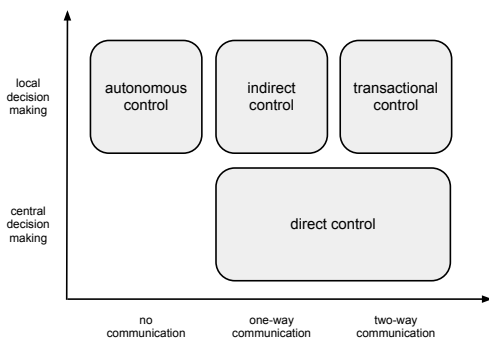 local
decision
making
autonomous
control
indirect
control
transactional
control
central
decision
making
direct control
no
communication
one-way
communication
two-way
communication